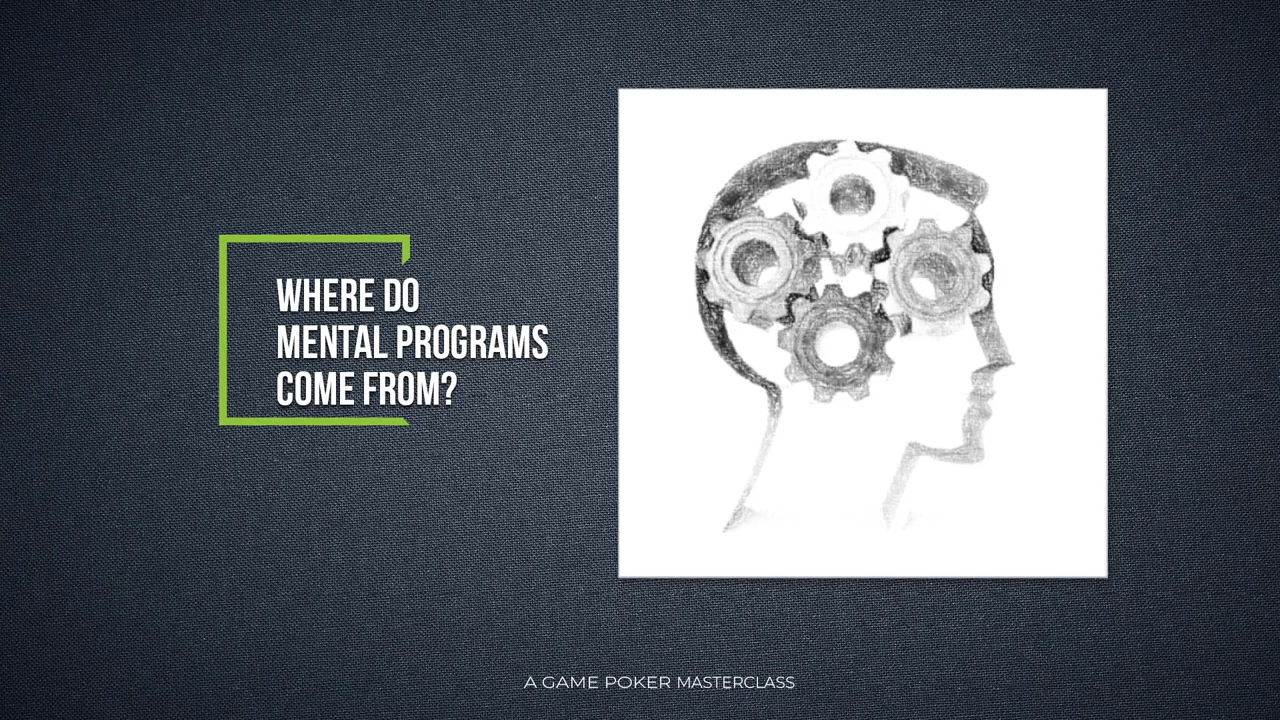 WHERE DO
MENTAL PROGRAMS
COME FROM?
A GAME POKER MASTERCLASS